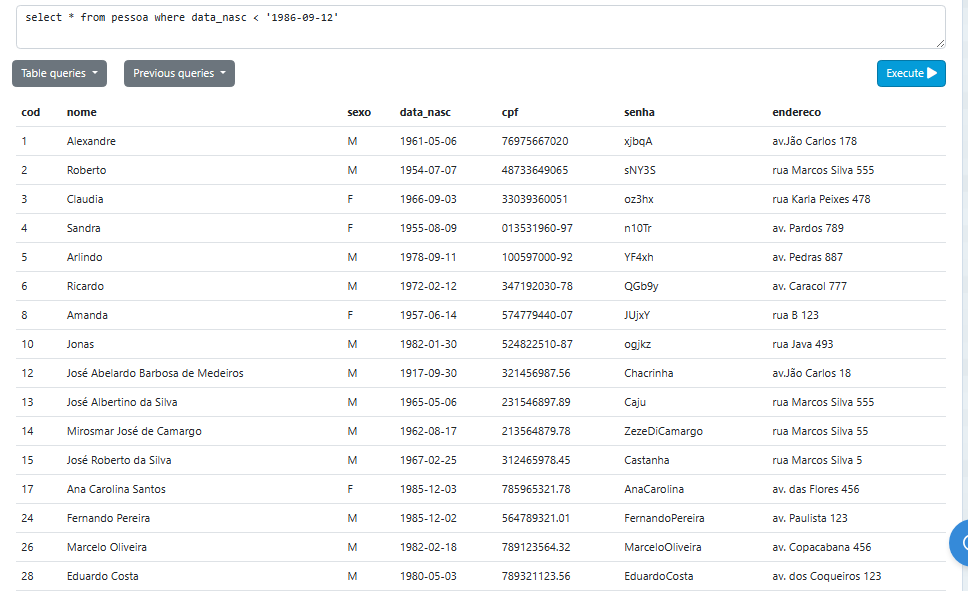 select * from pessoa where data_nasc < '1986-09-12'
Table queries Previous queries Execute
cod nome sexo data_nasc cpf senha endereco
1 Alexandre M 1961-05-06 76975667020 xjbqA av.Jão Carlos 178
2 Roberto M 1954-07-07 48733649065 sNY3S rua Marcos Silva 555
3 Claudia F 1966-09-03 33039360051 oz3hx rua Karla Peixes 478
4 Sandra F 1955-08-09 013531960-97 n10Tr av. Pardos 789
5 Arlindo M 1978-09-11 100597000-92 YF4xh av. Pedras 887
6 Ricardo M 1972-02-12 347192030-78 QGb9y av. Caracol 777
8 Amanda F 1957-06-14 574779440-07 JUjxY rua B 123
10 Jonas M 1982-01-30 524822510-87 ogjkz rua Java 493
12 José Abelardo Barbosa de Medeiros M 1917-09-30 321456987.56 Chacrinha av.Jão Carlos 18
13 José Albertino da Silva M 1965-05-06 231546897.89 Caju rua Marcos Silva 555
14 Mirosmar José de Camargo M 1962-08-17 213564879.78 ZezeDiCamargo rua Marcos Silva 55
15 José Roberto da Silva M 1967-02-25 312465978.45 Castanha rua Marcos Silva 5
17 Ana Carolina Santos F 1985-12-03 785965321.78 AnaCarolina av. das Flores 456
24 Fernando Pereira M 1985-12-02 564789321.01 FernandoPereira av. Paulista 123
26 Marcelo Oliveira M 1982-02-18 789123564.32 MarceloOliveira av. Copacabana 456
28 Eduardo Costa M 1980-05-03 789321123.56 EduardoCosta av. dos Coqueiros 123